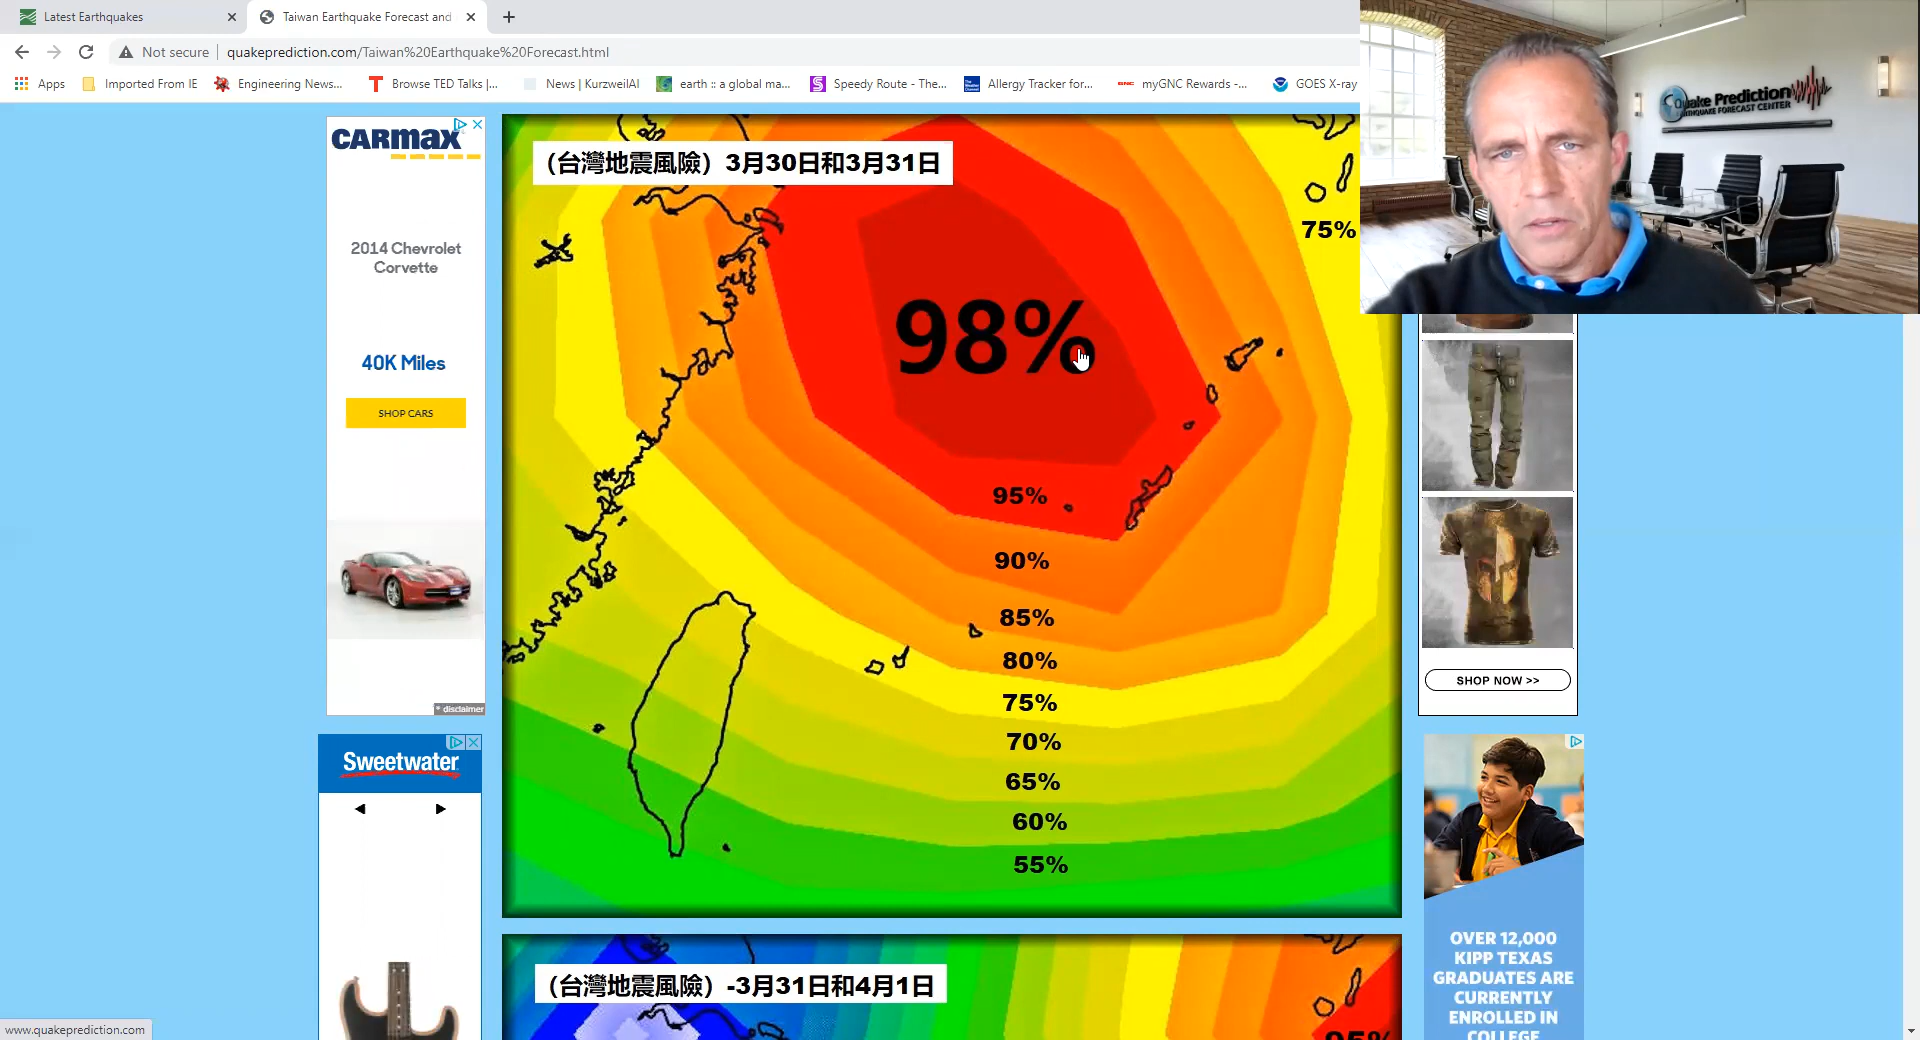 Latest Earthquakes
Taiwan Earthquake Forecast and
Not secure
quakeprediction.com/Taiwan%20Earthquake%20Forecast.html
Apps
Imported From IE
Engineering News...
Browse TED Talks |...
News | KurzweilAI
earth :: a global ma...
Speedy Route - The...
Allergy Tracker for...
GNC
myGNC Rewards -...
GOES X-ray
Quake Prediction
EARTHQUAKE FORECAST CENTER
CARMAX
2014 Chevrolet
Corvette
40K Miles
SHOP CARS
* disclaimer
Sweetwater
（台灣地震風險）3月30日和3月31日
75%
98%
95%
90%
85%
80%
75%
70%
65%
60%
55%
（台灣地震風險）-3月31日和4月1日
95%
SHOP NOW >>
OVER 12,000
KIPP TEXAS
GRADUATES ARE
CURRENTLY
ENROLLED IN
COLLEGE
www.quakeprediction.com